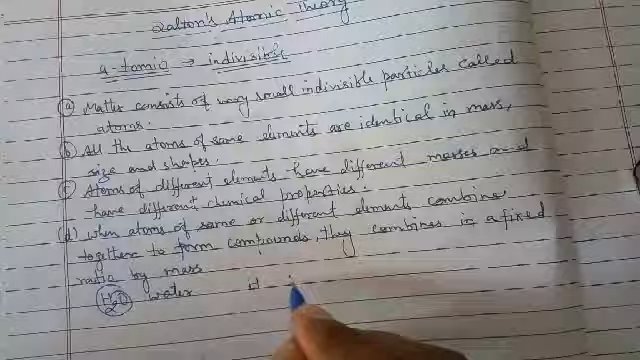 Dalton's Atomic Theory
a-tomio → indivisible
(a) Matter consists of very small indivisible particles called
atoms.
(b) All the atoms of same elements are identical in mass,
size and shapes.
(c) Atoms of different elements have different masses and
have different chemical properties.
(d) When atoms of same or different elements combine
together to form compounds, they combines in a fixed
ratio by mass
H2O water it